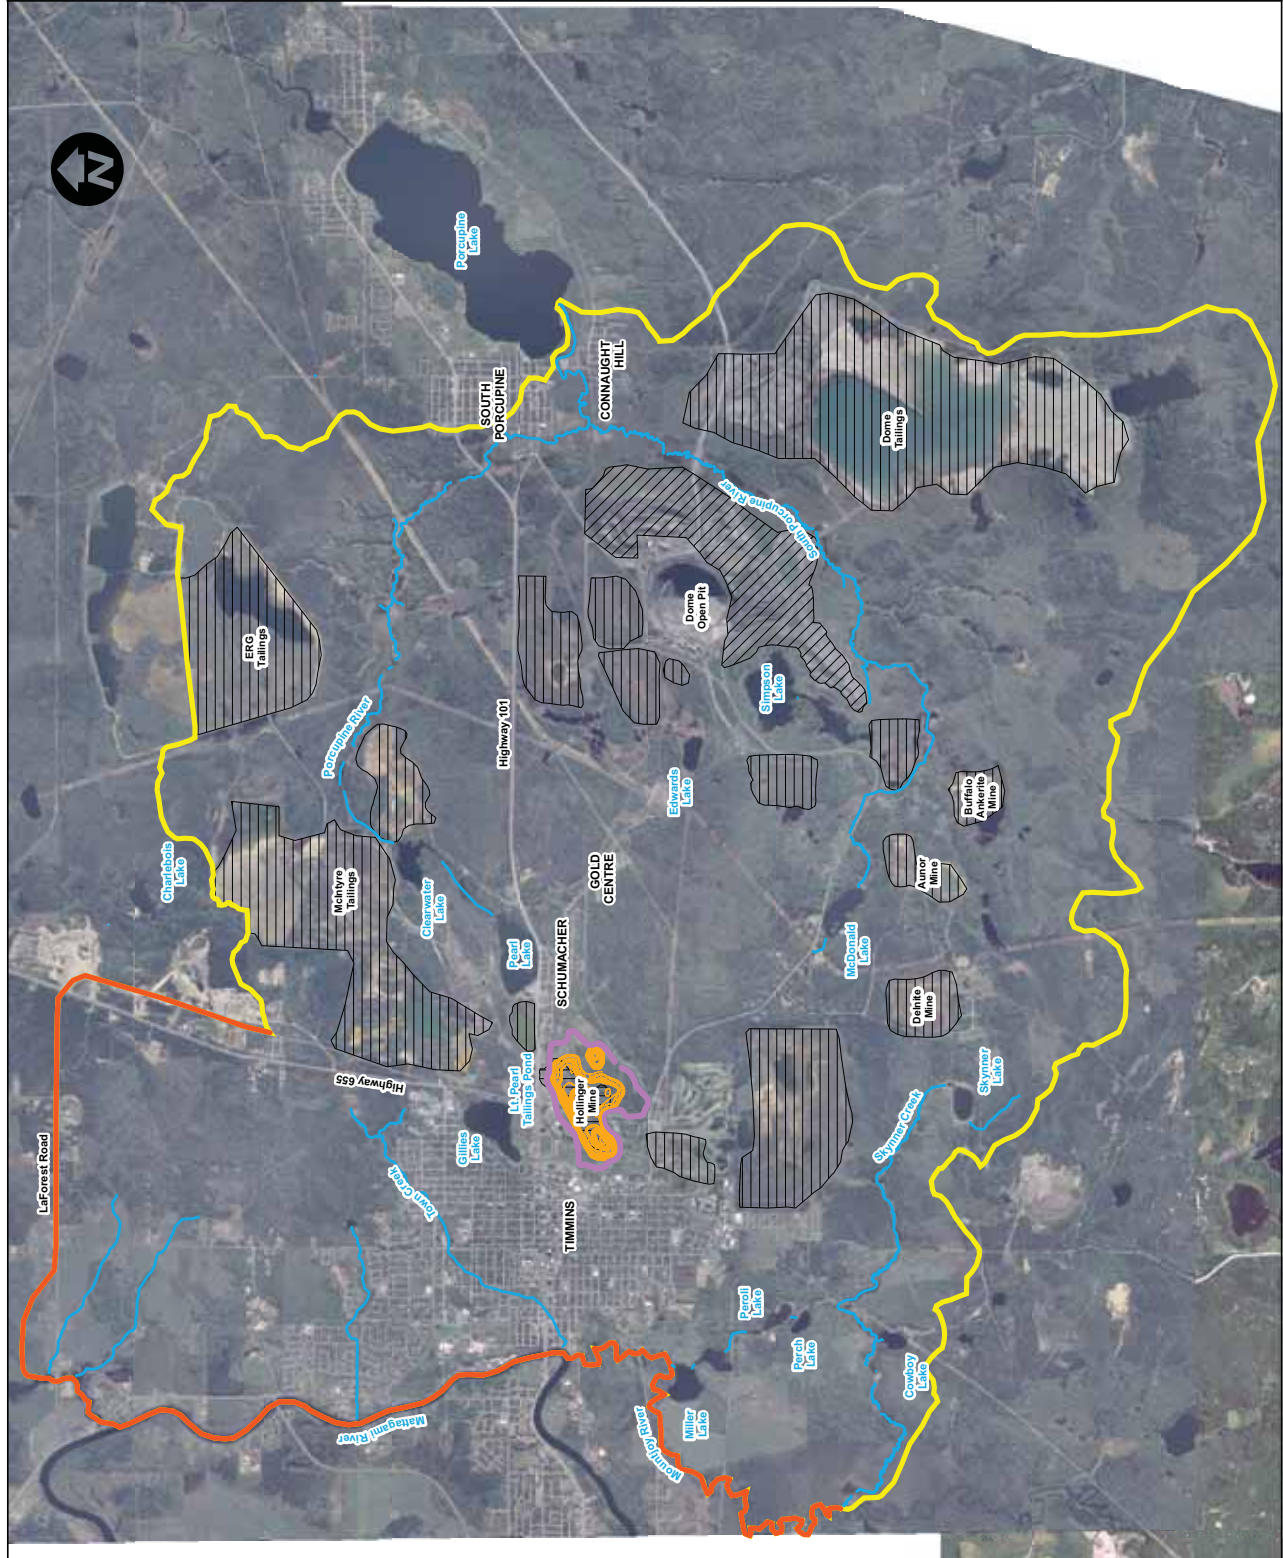 N
LaForest Road
Charlebois
Lake
ERG
Tailings
McIntyre
Tailings
Porcupine River
Highway 655
Mattagami River
Town Creek
Clearwater
Lake
Porcupine
Lake
Gillies
Lake
SOUTH
PORCUPINE
Highway 101
Pearl
Lake
Lt. Pearl
Tailings Pond
SCHUMACHER
TIMMINS
Hollinger
Mine
GOLD
CENTRE
CONNAUGHT
HILL
Mountjoy River
Edwards
Lake
Miller
Lake
Dome
Open Pit
Peroli
Lake
Simpson
Lake
South Porcupine River
Perch
Lake
McDonald
Lake
Dome
Tailings
Skynner Creek
Cowboy
Lake
Delnite
Mine
Aunor
Mine
Buffalo
Ankerite
Mine
Skynner
Lake